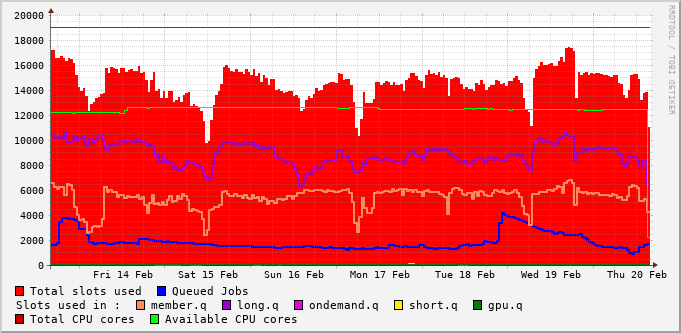 20000
18000
16000
14000
12000
10000
8000
6000
4000
2000
0
Fri 14 Feb Sat 15 Feb Sun 16 Feb Mon 17 Feb Tue 18 Feb Wed 19 Feb Thu 20 Feb
Total slots used Queued Jobs
Slots used in : member.q long.q ondemand.q short.q gpu.q
Total CPU cores Available CPU cores
RRDTOOL / TOBI OETIKER